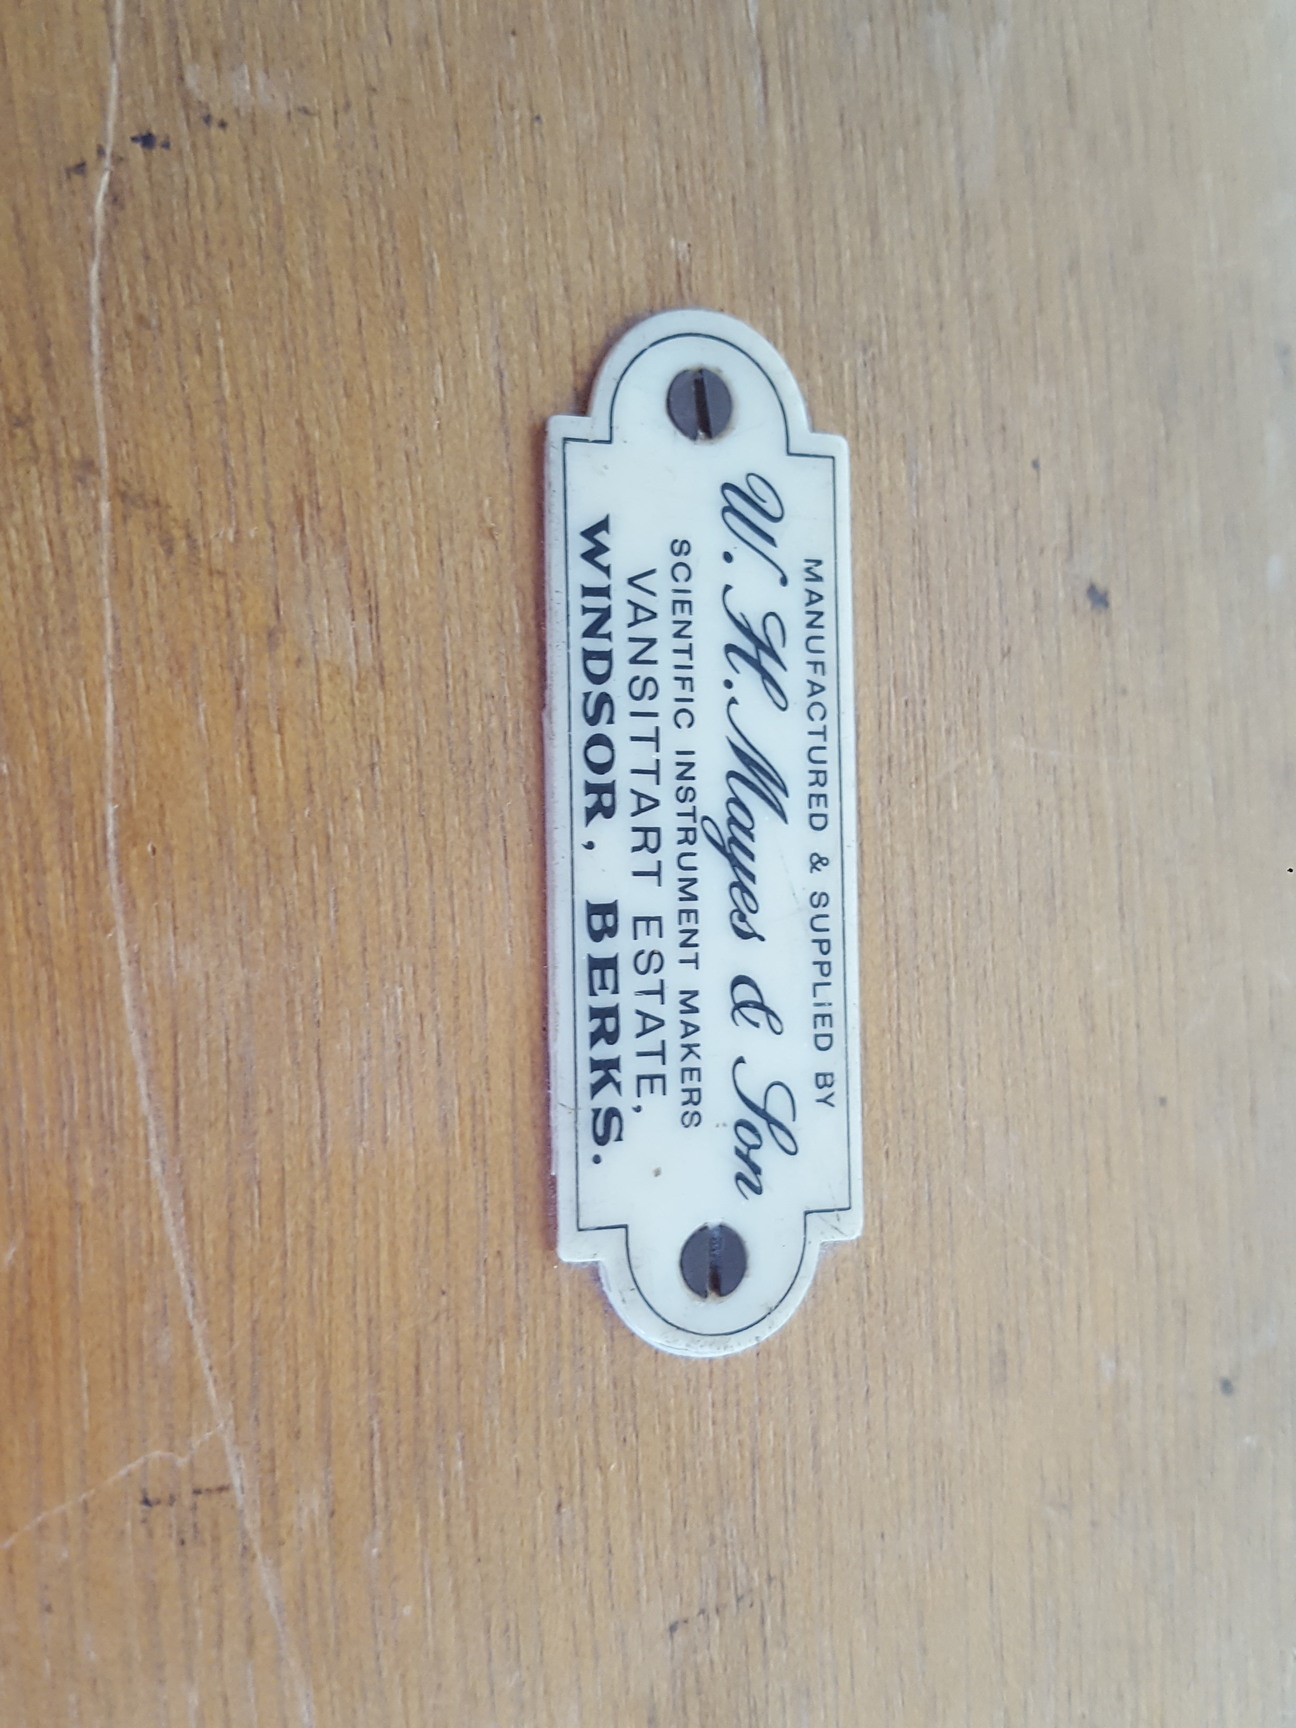 MANUFACTURED & SUPPLIED BY
W. H. Mayes & Son
SCIENTIFIC INSTRUMENT MAKERS
VANSITTART ESTATE,
WINDSOR, BERKS.